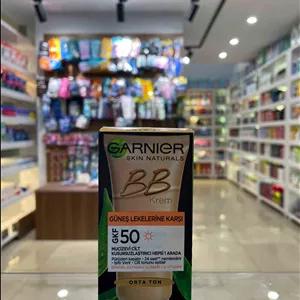 GARNIER
SKIN NATURALS
BB
Krem
GÜNEŞ LEKELERİNE KARŞI
GKF 50
MUCİZEVİ CİLT
KUSURSUZLAŞTIRICI HEPSİ 1 ARADA
ORTA TON